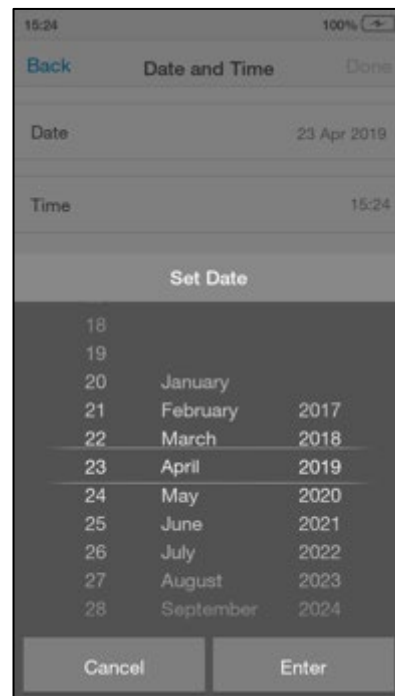 15:24 100%
Back Date and Time Done
Date 23 Apr 2019
Time 15:24
Set Date
18
19
20 January
21 February 2017
22 March 2018
23 April 2019
24 May 2020
25 June 2021
26 July 2022
27 August 2023
28 September 2024
Cancel Enter